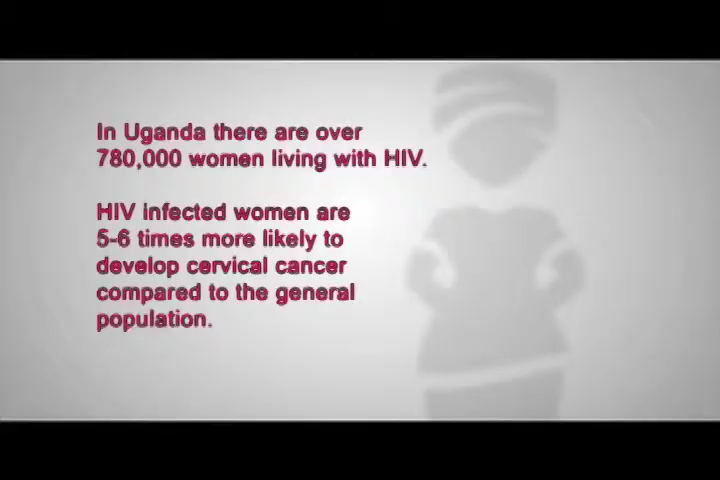 In Uganda there are over
780,000 women living with HIV.
HIV infected women are
5-6 times more likely to
develop cervical cancer
compared to the general
population.